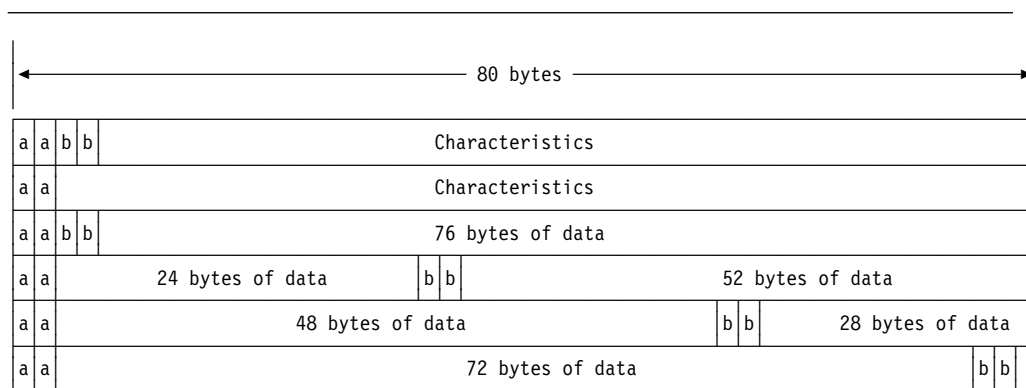 80 bytes
a a b b Characteristics
a a Characteristics
a a b b 76 bytes of data
a a 24 bytes of data b b 52 bytes of data
a a 48 bytes of data b b 28 bytes of data
a a 72 bytes of data b b